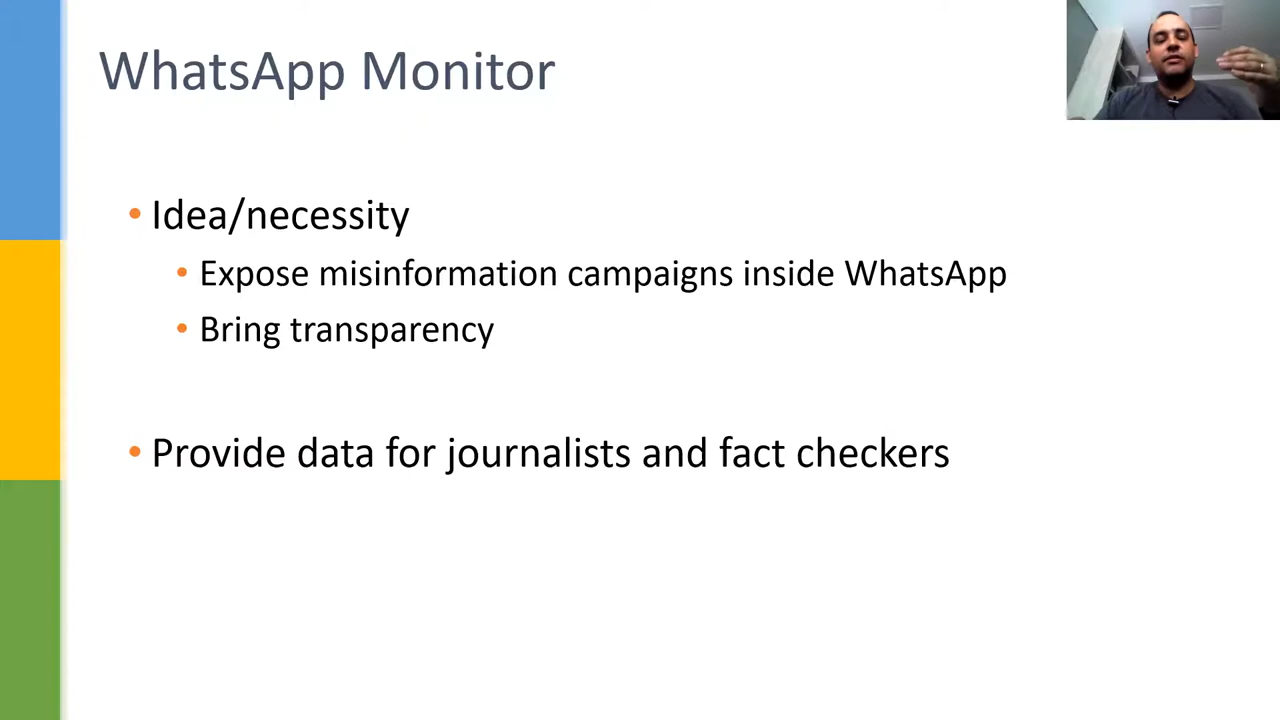 WhatsApp Monitor
• Idea/necessity
• Expose misinformation campaigns inside WhatsApp
• Bring transparency
• Provide data for journalists and fact checkers